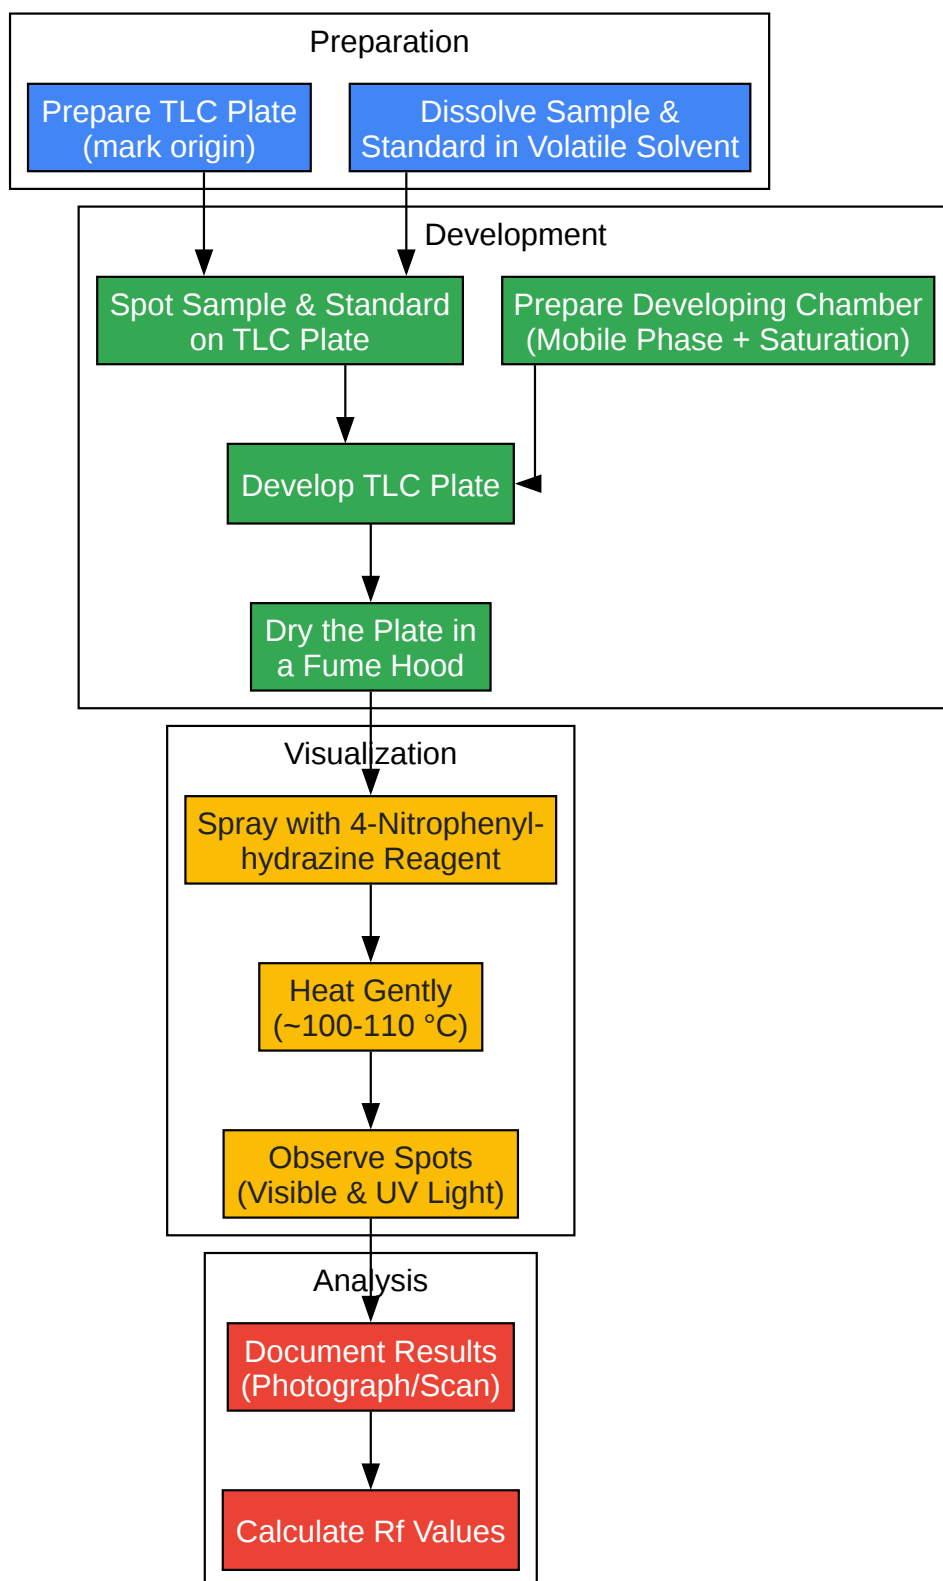 Preparation
Prepare TLC Plate
(mark origin)
Dissolve Sample &
Standard in Volatile Solvent
Development
Spot Sample & Standard
on TLC Plate
Prepare Developing Chamber
(Mobile Phase + Saturation)
Develop TLC Plate
Dry the Plate in
a Fume Hood
Visualization
Spray with 4-Nitrophenyl-
hydrazine Reagent
Heat Gently
(~100-110 °C)
Observe Spots
(Visible & UV Light)
Analysis
Document Results
(Photograph/Scan)
Calculate Rf Values